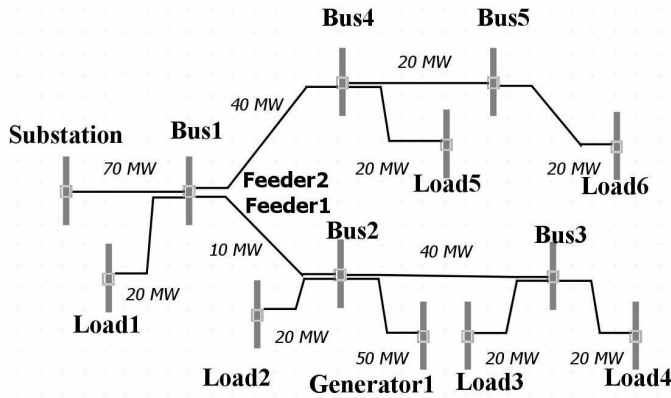 Bus4
Bus5
20 MW
40 MW
Substation
Bus1
70 MW
20 MW
Load5
20 MW
Load6
Feeder2
Feeder1
Bus2
Bus3
10 MW
40 MW
20 MW
Load1
20 MW
Load2
50 MW
Generator1
20 MW
Load3
20 MW
Load4